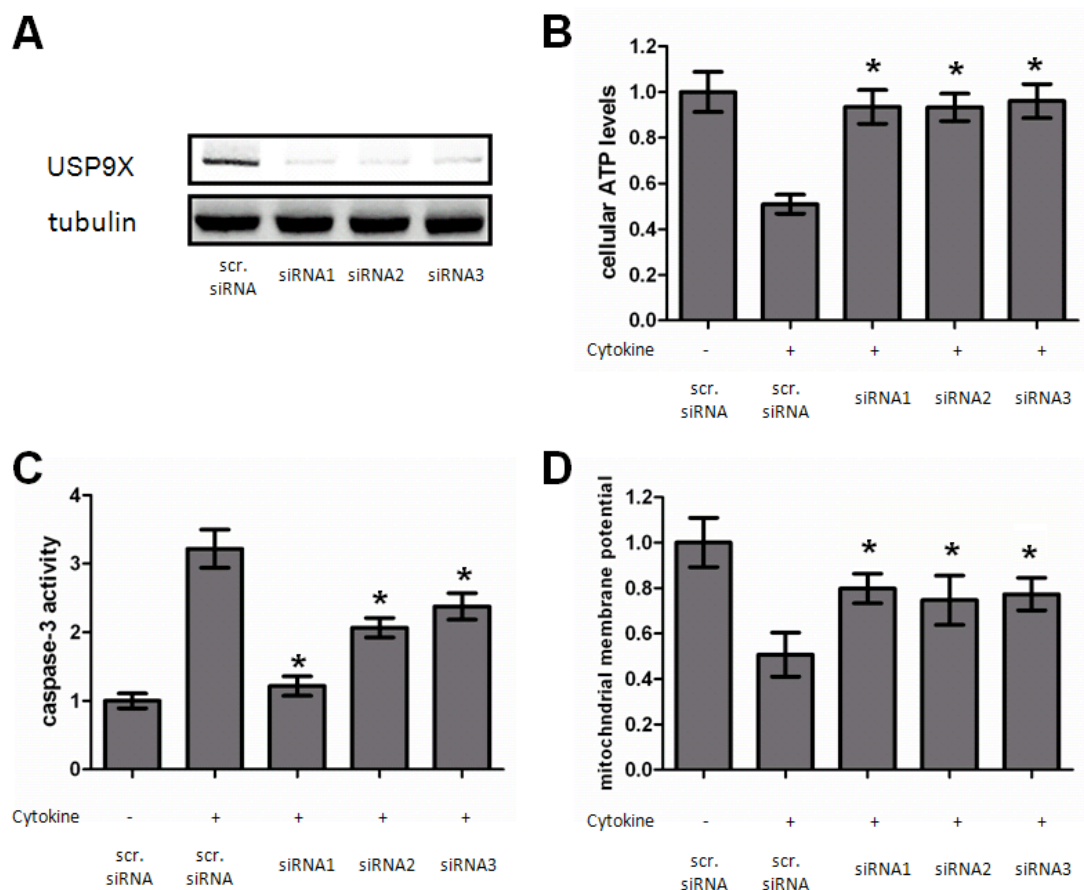 A
USP9X
tubulin
scr.
siRNA
siRNA1
siRNA2
siRNA3
B
cellular ATP levels
1.2
1.0
0.8
0.6
0.4
0.2
0.0
* * *
Cytokine - + + + +
scr.
siRNA
scr.
siRNA
siRNA1
siRNA2
siRNA3
C
caspase-3 activity
4
3
2
1
0
* * *
Cytokine - + + + +
scr.
siRNA
scr.
siRNA
siRNA1
siRNA2
siRNA3
D
mitochndrial membrane potential
1.2
1.0
0.8
0.6
0.4
0.2
0.0
* * *
Cytokine - + + + +
scr.
siRNA
scr.
siRNA
siRNA1
siRNA2
siRNA3